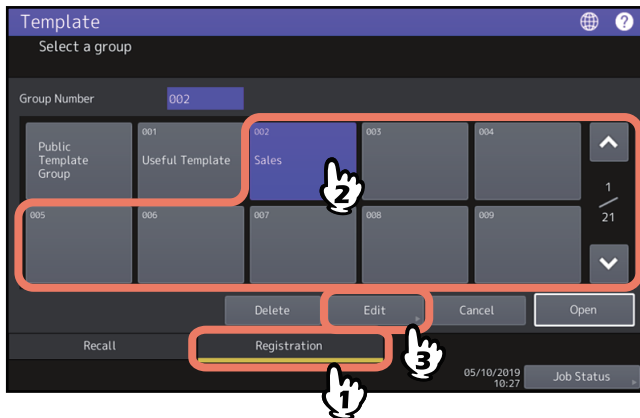 Template
?
Select a group
Group Number 002
Public
Template
Group
001
Useful Template
002
Sales
003
004
005
006
007
008
009
1
21
2
Delete
Edit
Cancel
Open
3
Recall
Registration
1
05/10/2019
10:27
Job Status